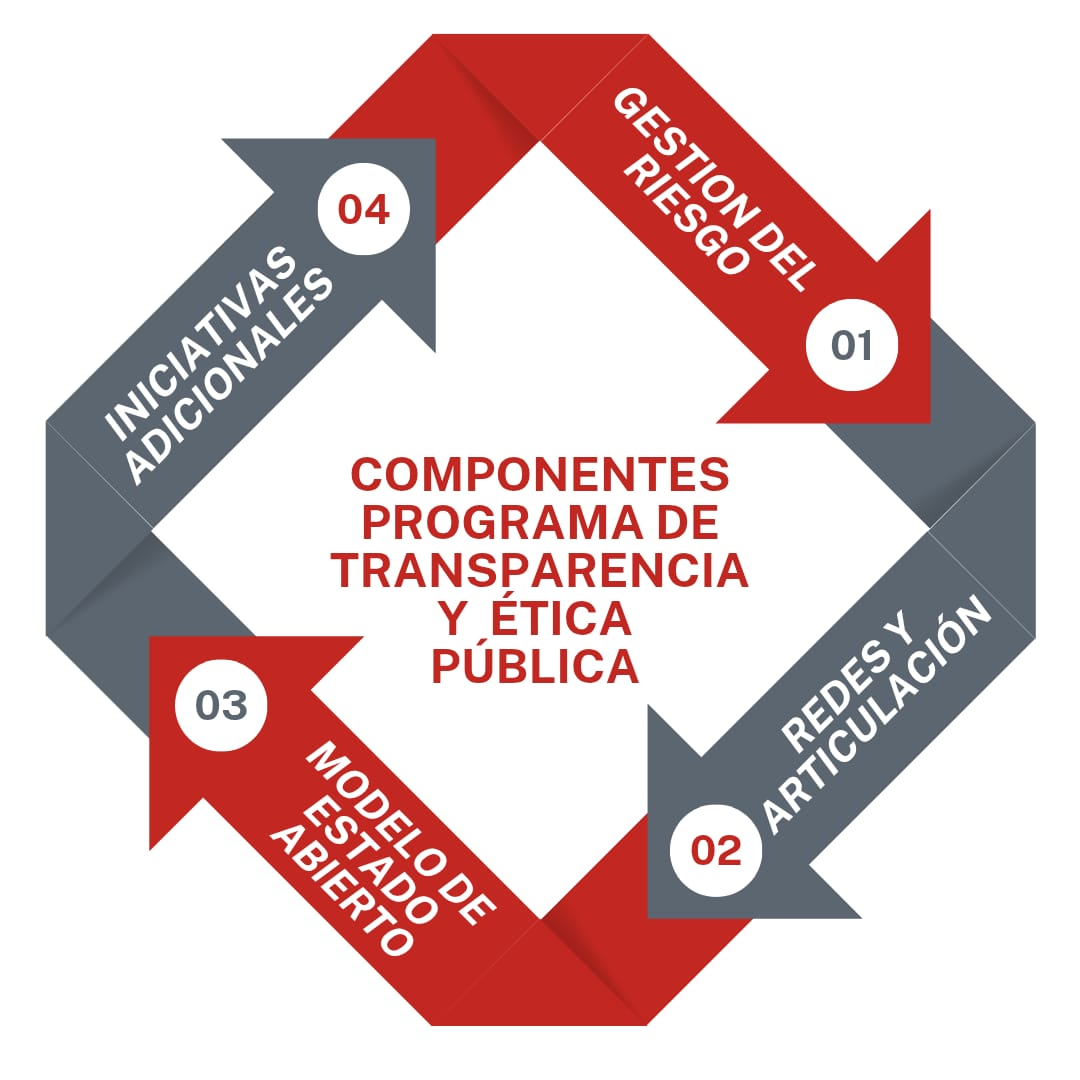 GESTION DEL
RIESGO
01
REDES Y
ARTICULACIÓN
02
MODELO DE
ESTADO
ABIERTO
03
INICIATIVAS
ADICIONALES
04
COMPONENTES
PROGRAMA DE
TRANSPARENCIA
Y ÉTICA
PÚBLICA